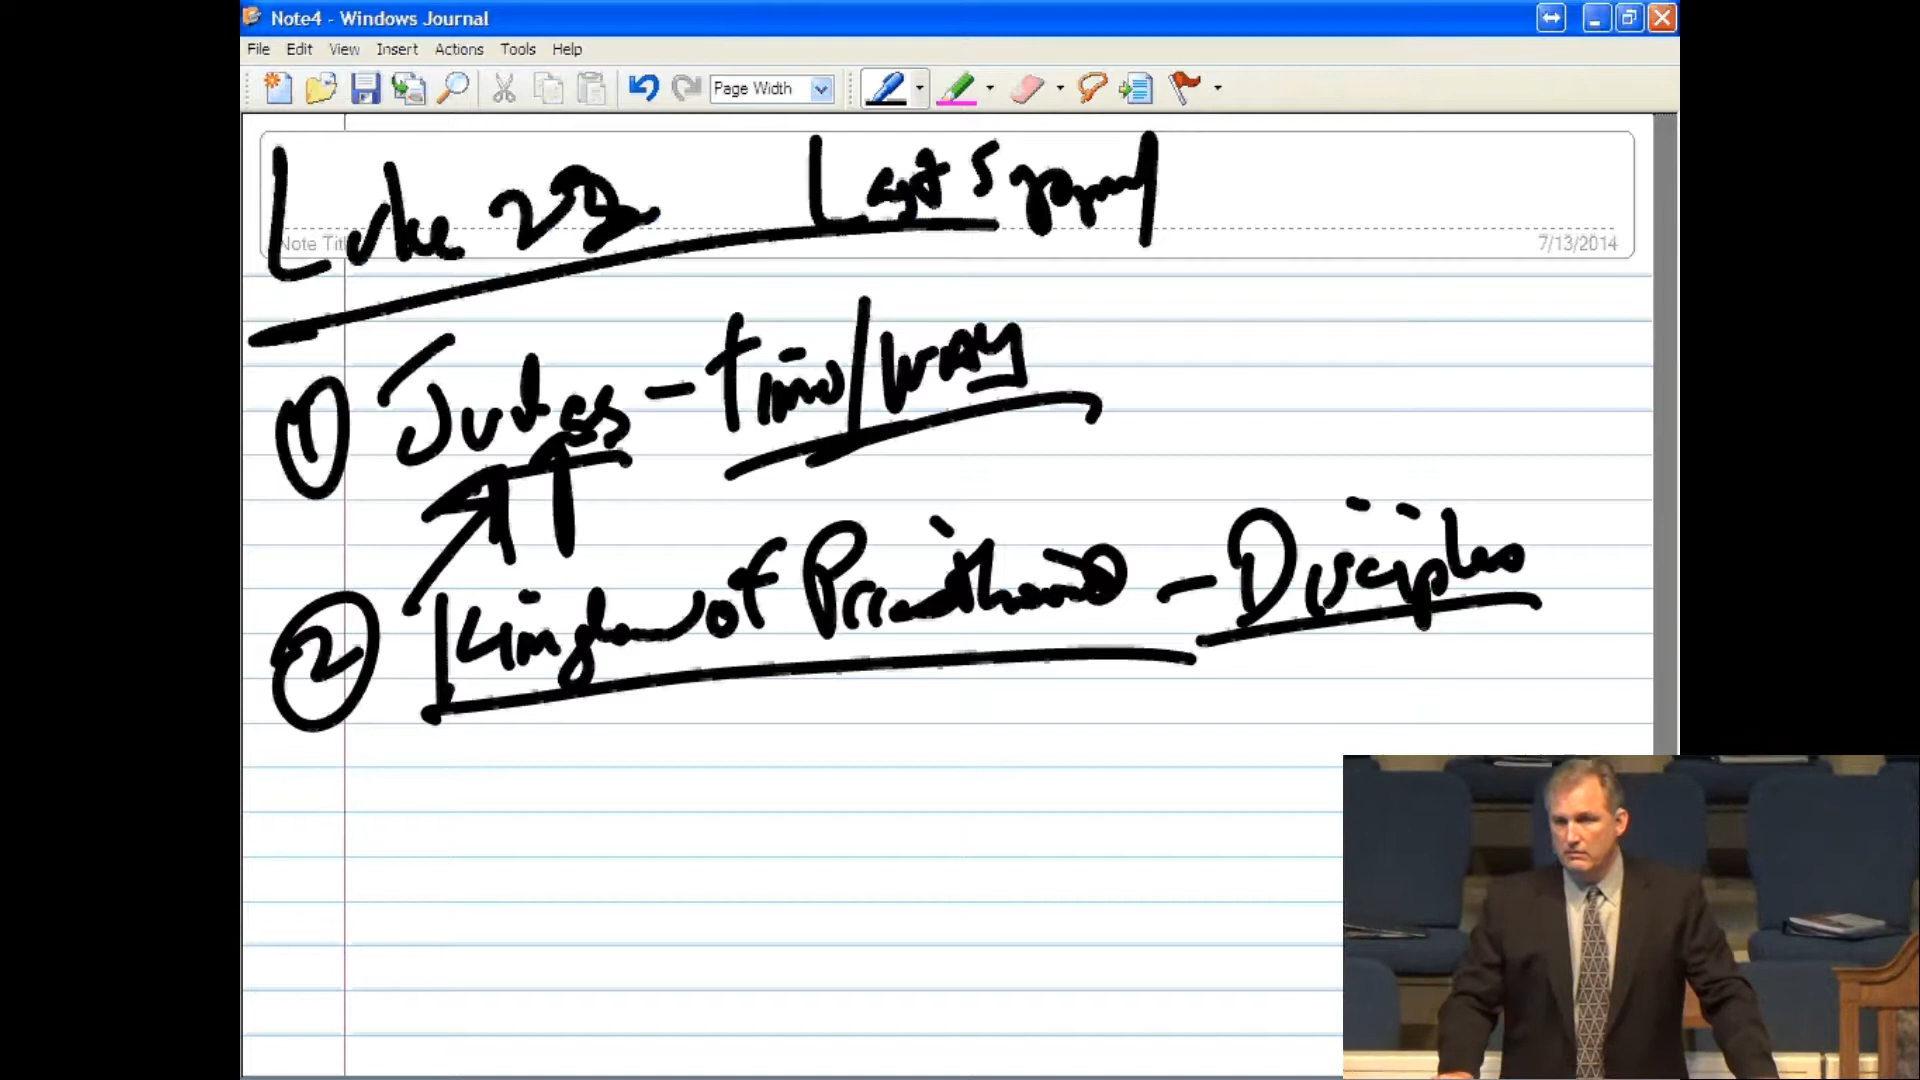 Note4 - Windows Journal
File Edit View Insert Actions Tools Help
Page Width
Luke 22 Last Supper
Note Title 7/13/2014
1 Judas - time/way
2 Kingdom of Priesthood - Disciples